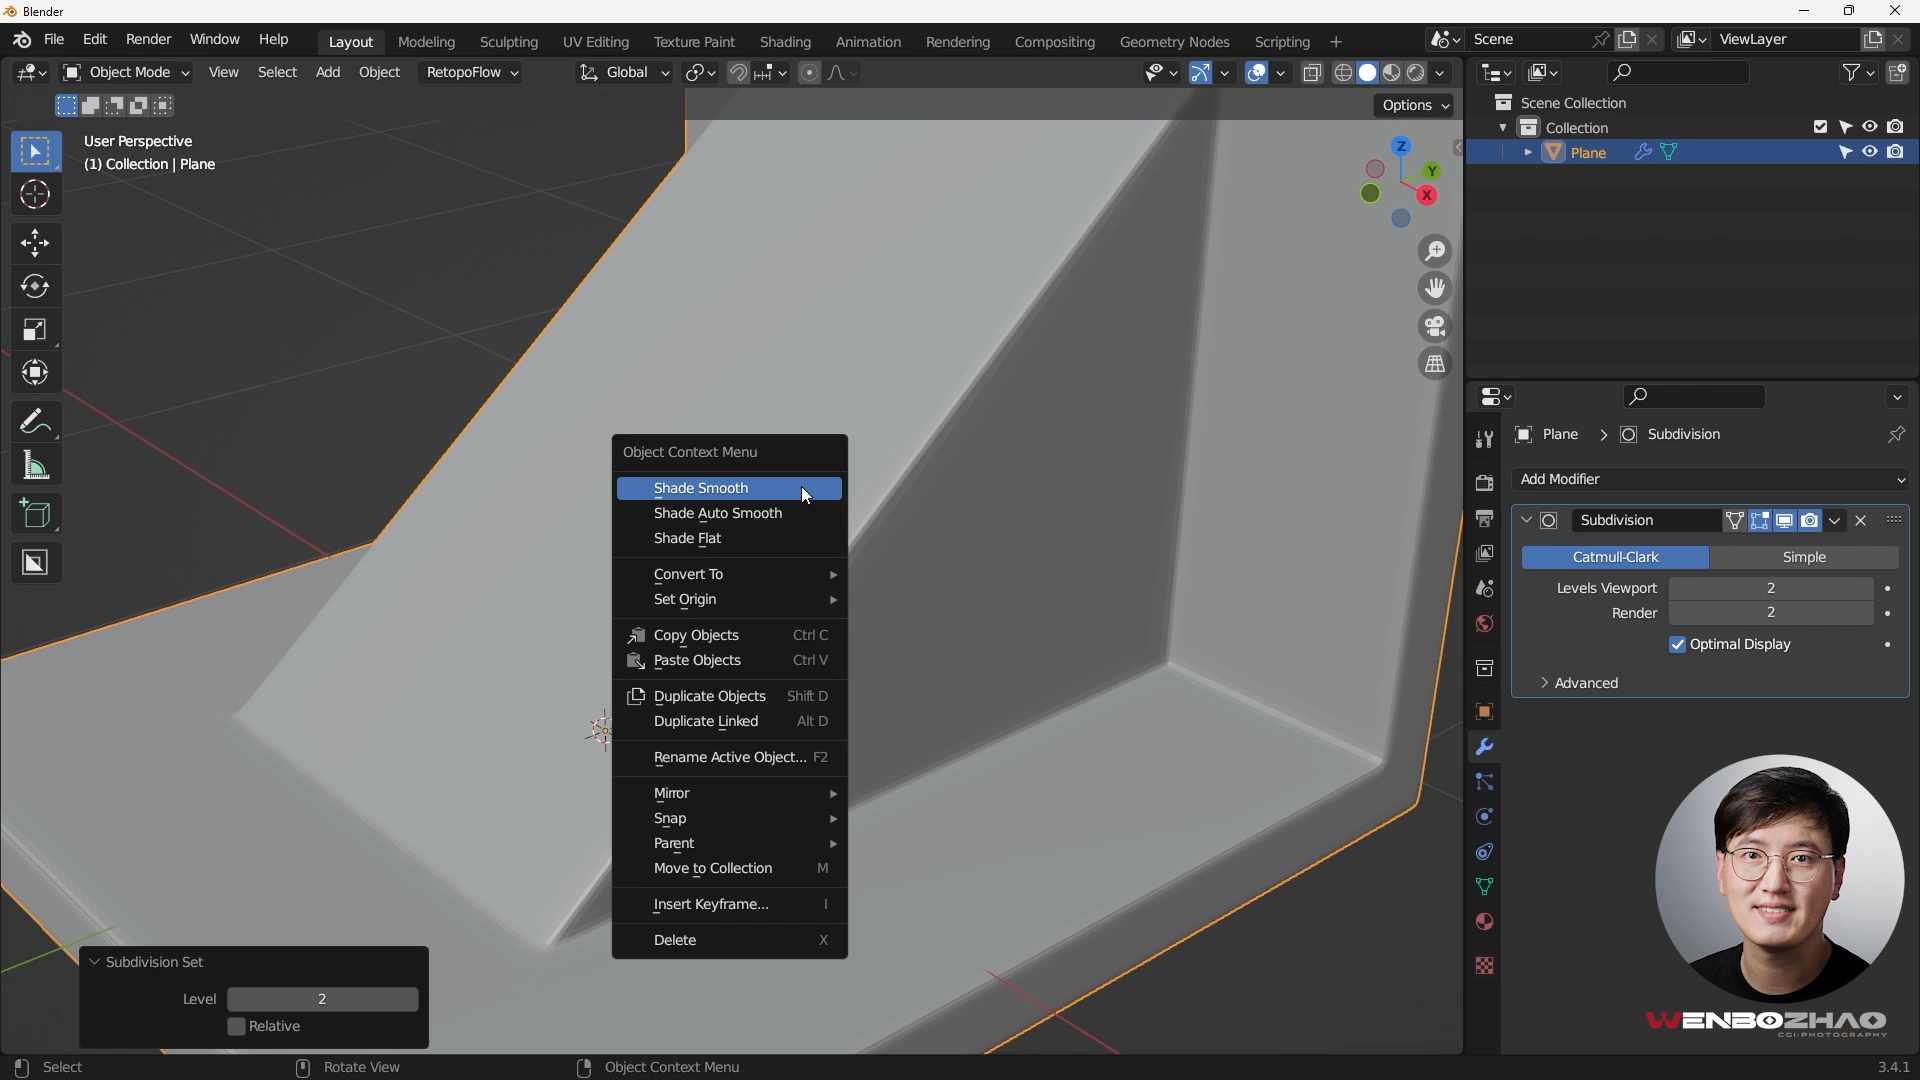 Blender
File Edit Render Window Help Layout Modeling Sculpting UV Editing Texture Paint Shading Animation Rendering Compositing Geometry Nodes Scripting + Scene ViewLayer
Object Mode View Select Add Object RetopoFlow Global
Options
User Perspective
(1) Collection | Plane
Z
Y
X
Scene Collection
Collection
Plane
Plane > Subdivision
Add Modifier
Subdivision
Catmull-Clark Simple
Levels Viewport 2
Render 2
Optimal Display
Advanced
Object Context Menu
Shade Smooth
Shade Auto Smooth
Shade Flat
Convert To
Set Origin
Copy Objects Ctrl C
Paste Objects Ctrl V
Duplicate Objects Shift D
Duplicate Linked Alt D
Rename Active Object... F2
Mirror
Snap
Parent
Move to Collection M
Insert Keyframe... I
Delete X
Subdivision Set
Level 2
Relative
WENBOZHAO
CGI·PHOTOGRAPHY
Select Rotate View Object Context Menu 3.4.1